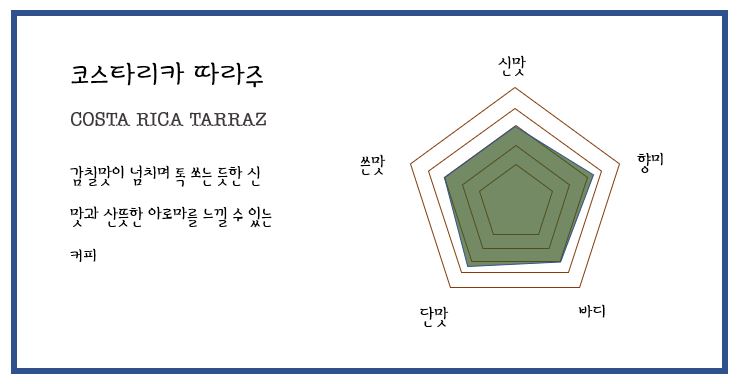 코스타리카 따라주
COSTA RICA TARRAZ
감칠맛이 넘치며 톡 쏘는 듯한 신
맛과 산뜻한 아로마를 느낄 수 있는
커피
신맛
쓴맛
향미
단맛
바디